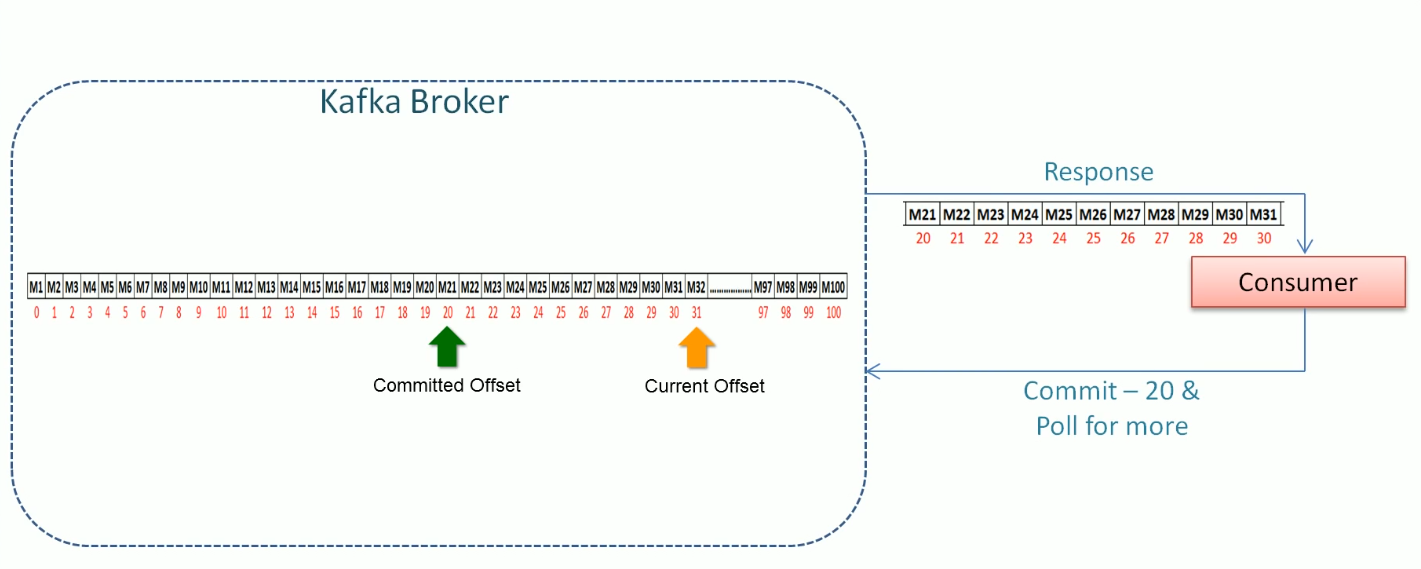 Kafka Broker
Response
M21 M22 M23 M24 M25 M26 M27 M28 M29 M30 M31
20 21 22 23 24 25 26 27 28 29 30
Consumer
M1 M2 M3 M4 M5 M6 M7 M8 M9 M10 M11 M12 M13 M14 M15 M16 M17 M18 M19 M20 M21 M22 M23 M24 M25 M26 M27 M28 M29 M30 M31 M32 .................. M97 M98 M99 M100
0 1 2 3 4 5 6 7 8 9 10 11 12 13 14 15 16 17 18 19 20 21 22 23 24 25 26 27 28 29 30 31 97 98 99 100
Committed Offset
Current Offset
Commit – 20 &
Poll for more